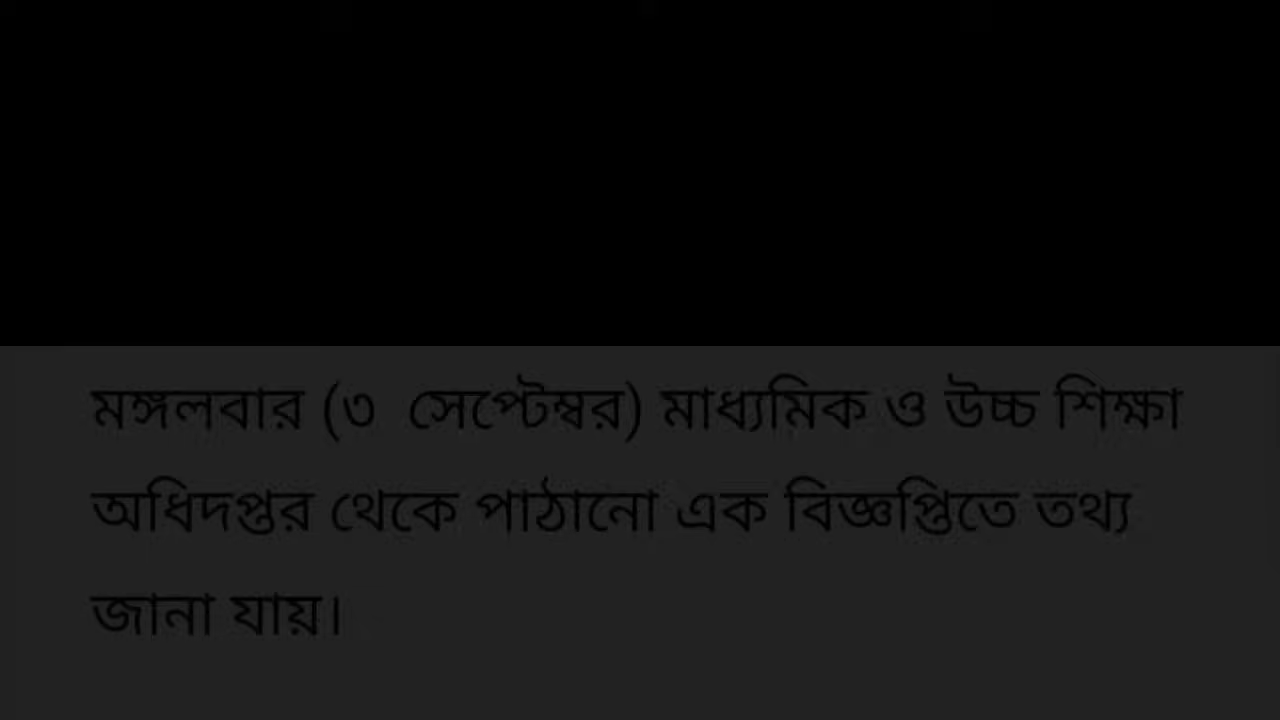 মঙ্গলবার (৩ সেপ্টেম্বর) মাধ্যমিক ও উচ্চ শিক্ষা
অধিদপ্তর থেকে পাঠানো এক বিজ্ঞপ্তিতে তথ্য
জানা যায়।